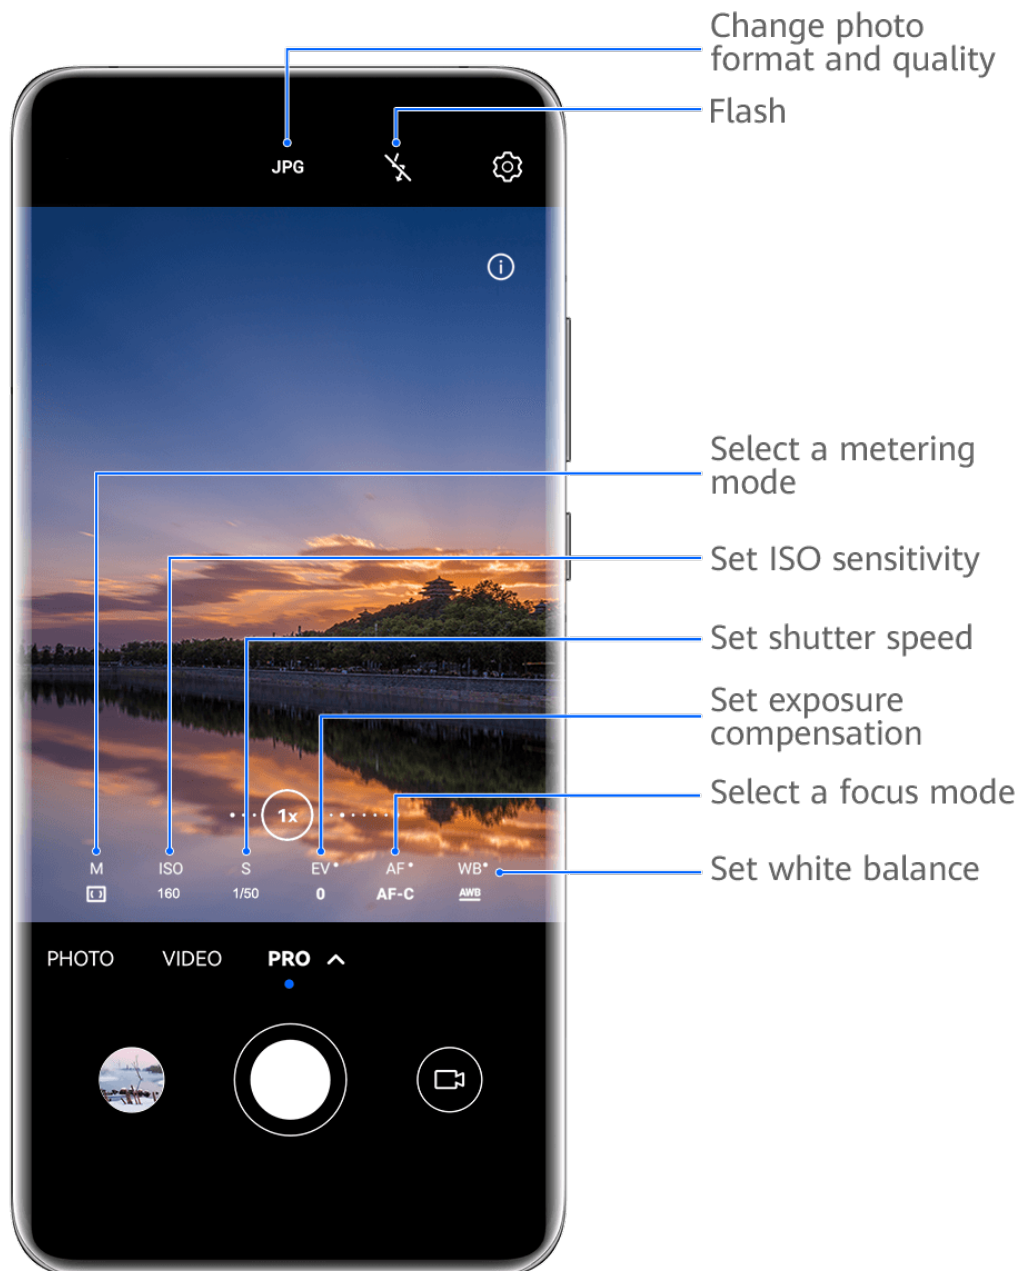 Change photo
format and quality
Flash
JPG
Select a metering
mode
Set ISO sensitivity
Set shutter speed
Set exposure
compensation
Select a focus mode
Set white balance
1x
M ISO S EV AF WB
160 1/50 0 AF-C AWB
PHOTO VIDEO PRO